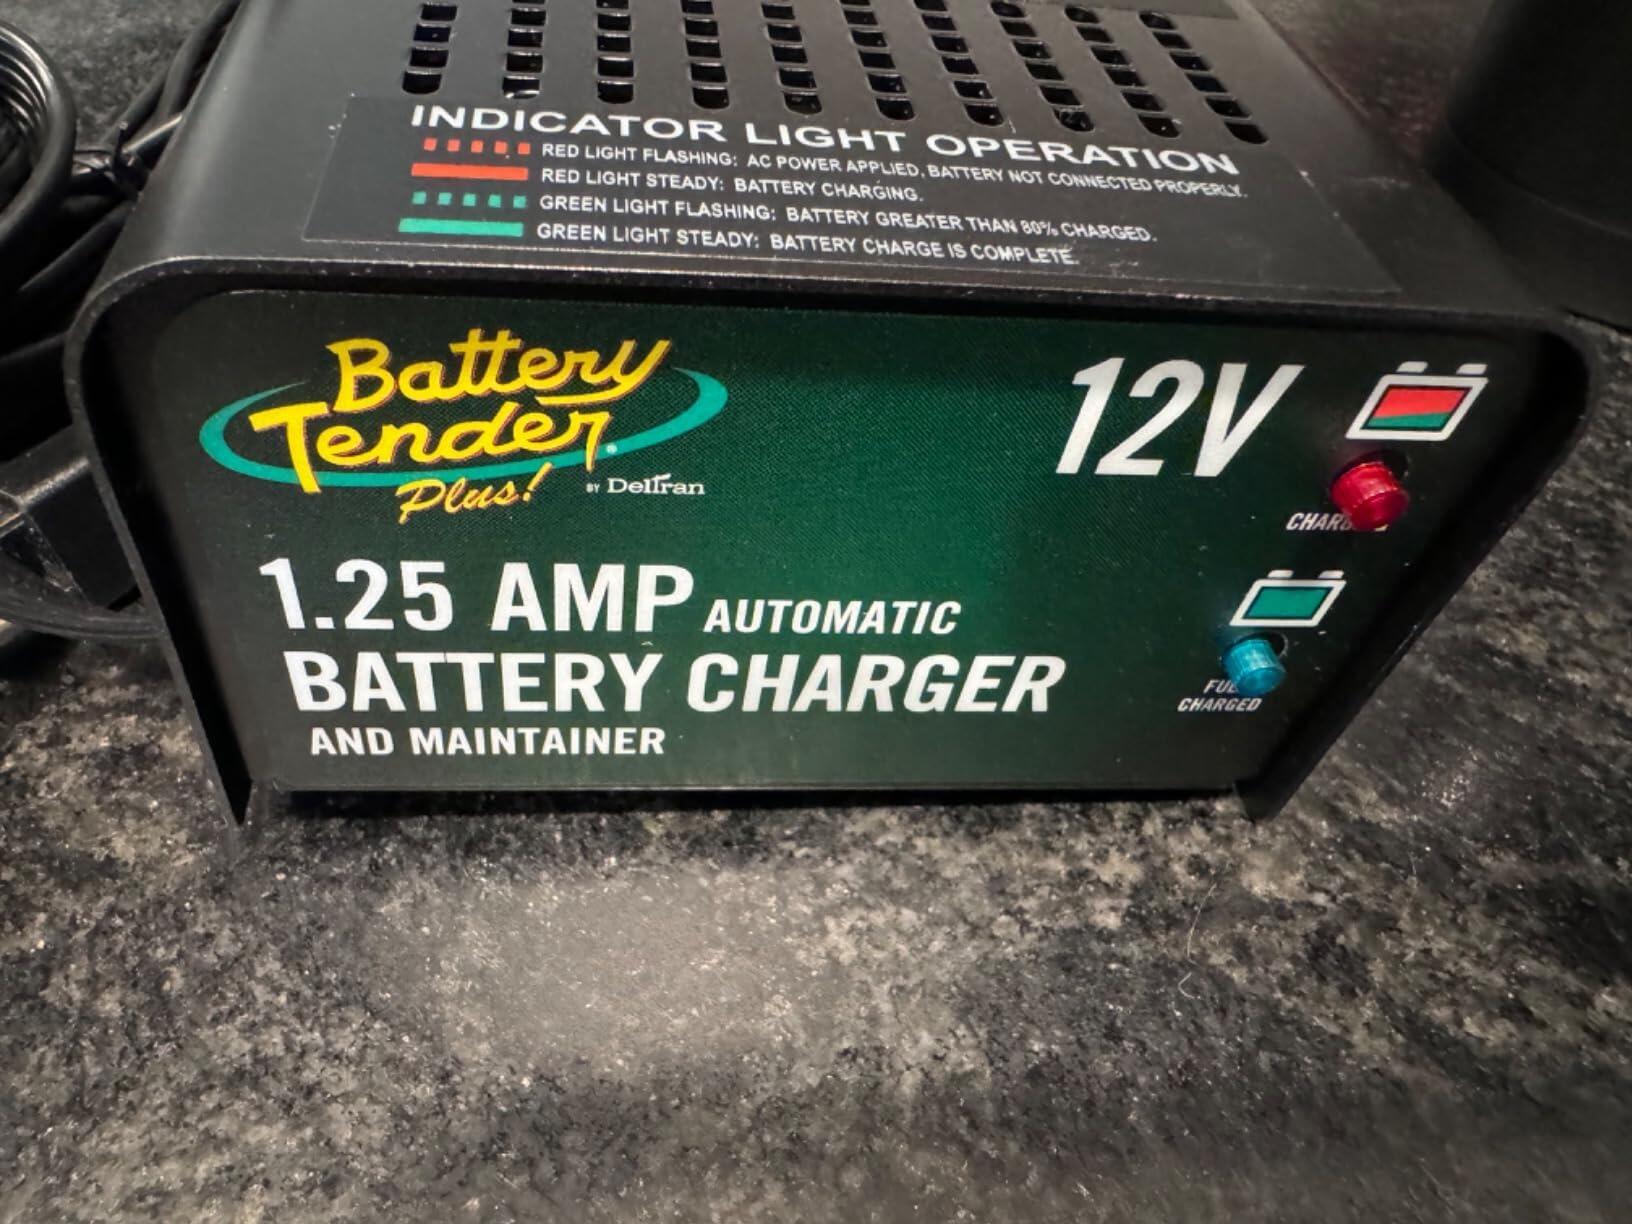 INDICATOR LIGHT OPERATION
RED LIGHT FLASHING: AC POWER APPLIED, BATTERY NOT CONNECTED PROPERLY.
RED LIGHT STEADY: BATTERY CHARGING.
GREEN LIGHT FLASHING: BATTERY GREATER THAN 80% CHARGED.
GREEN LIGHT STEADY: BATTERY CHARGE IS COMPLETE.
Battery
Tender®
Plus!
BY Deltran
12V
1.25 AMP AUTOMATIC
BATTERY CHARGER
AND MAINTAINER
CHARGED